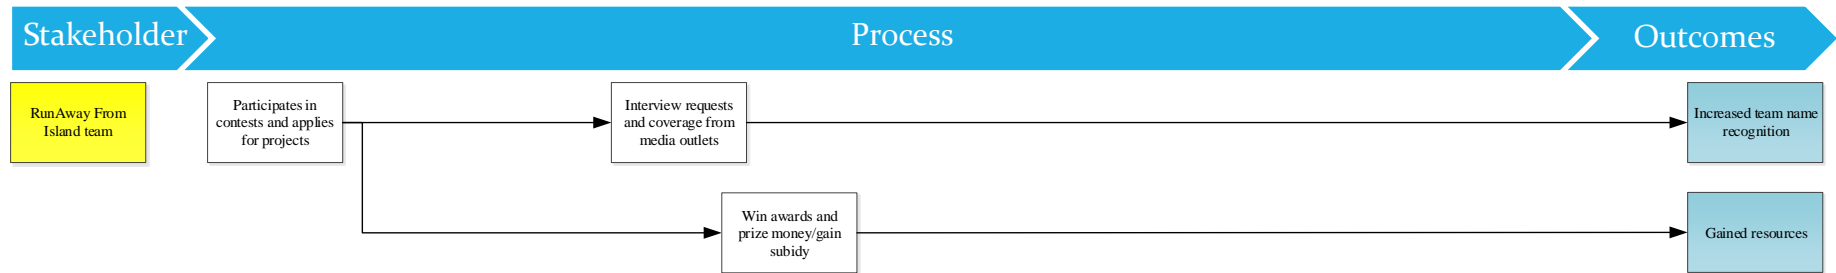 Stakeholder
Process
Outcomes
RunAway From
Island team
Participates in
contests and applies
for projects
Interview requests
and coverage from
media outlets
Increased team name
recognition
Win awards and
prize money/gain
subidy
Gained resources